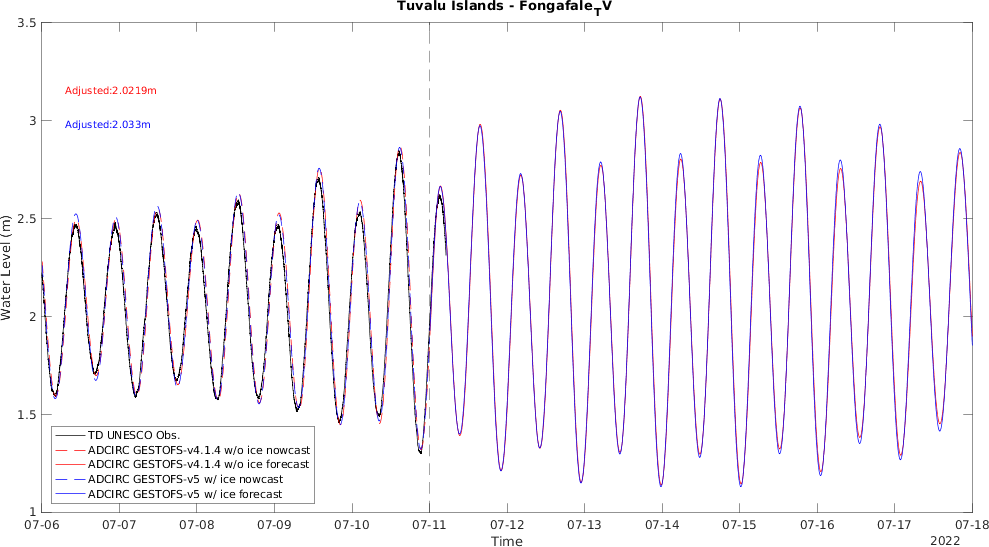 Tuvalu Islands - Fongafale_TV
3.5
3
2.5
2
1.5
1
Water Level (m)
Adjusted:2.0219m
Adjusted:2.033m
TD UNESCO Obs.
ADCIRC GESTOFS-v4.1.4 w/o ice nowcast
ADCIRC GESTOFS-v4.1.4 w/o ice forecast
ADCIRC GESTOFS-v5 w/ ice nowcast
ADCIRC GESTOFS-v5 w/ ice forecast
07-06 07-07 07-08 07-09 07-10 07-11 07-12 07-13 07-14 07-15 07-16 07-17 07-18
Time
2022